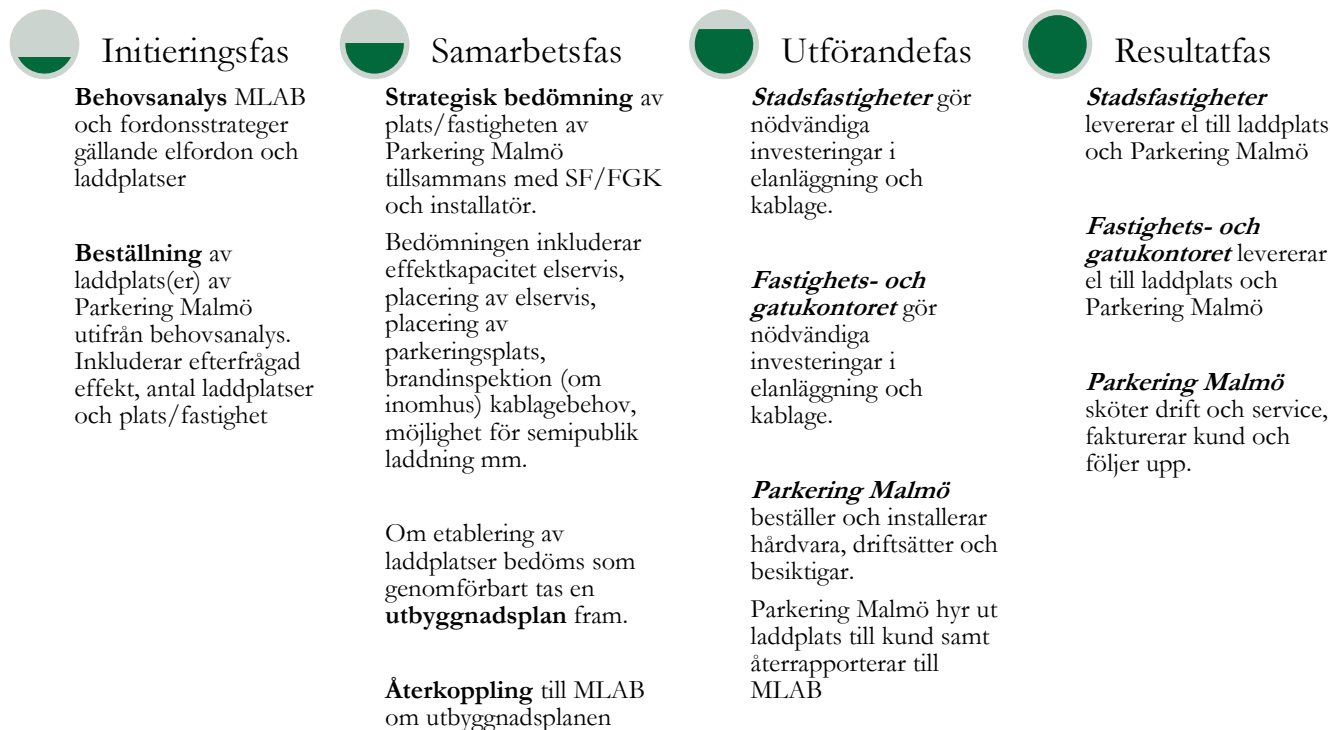 Initieringsfas
Behovsanalys MLAB
och fordonsstrateger
gällande elfordon och
laddplatser
Beställning av
laddplats(er) av
Parkering Malmö
utifrån behovsanalys.
Inkluderar efterfrågad
effekt, antal laddplatser
och plats/fastighet
Samarbetsfas
Strategisk bedömning av
plats/fastigheten av
Parkering Malmö
tillsammans med SF/FGK
och installatör.
Bedömningen inkluderar
effektkapacitet elservis,
placering av elservis,
placering av
parkeringsplats,
brandinspektion (om
inomhus) kablagebehov,
möjlighet för semipublik
laddning mm.
Om etablering av
laddplatser bedöms som
genomförbart tas en
utbyggnadsplan fram.
Återkoppling till MLAB
om utbyggnadsplanen
Utförandefas
Stadsfastigheter gör
nödvändiga
investeringar i
elanläggning och
kablage.
Fastighets- och
gatukontoret gör
nödvändiga
investeringar i
elanläggning och
kablage.
Parkering Malmö
beställer och installerar
hårdvara, driftsätter och
besiktigar.
Parkering Malmö hyr ut
laddplats till kund samt
återrapporterar till
MLAB
Resultatfas
Stadsfastigheter
levererar el till laddplats
och Parkering Malmö
Fastighets- och
gatukontoret levererar
el till laddplats och
Parkering Malmö
Parkering Malmö
sköter drift och service,
fakturerar kund och
följer upp.